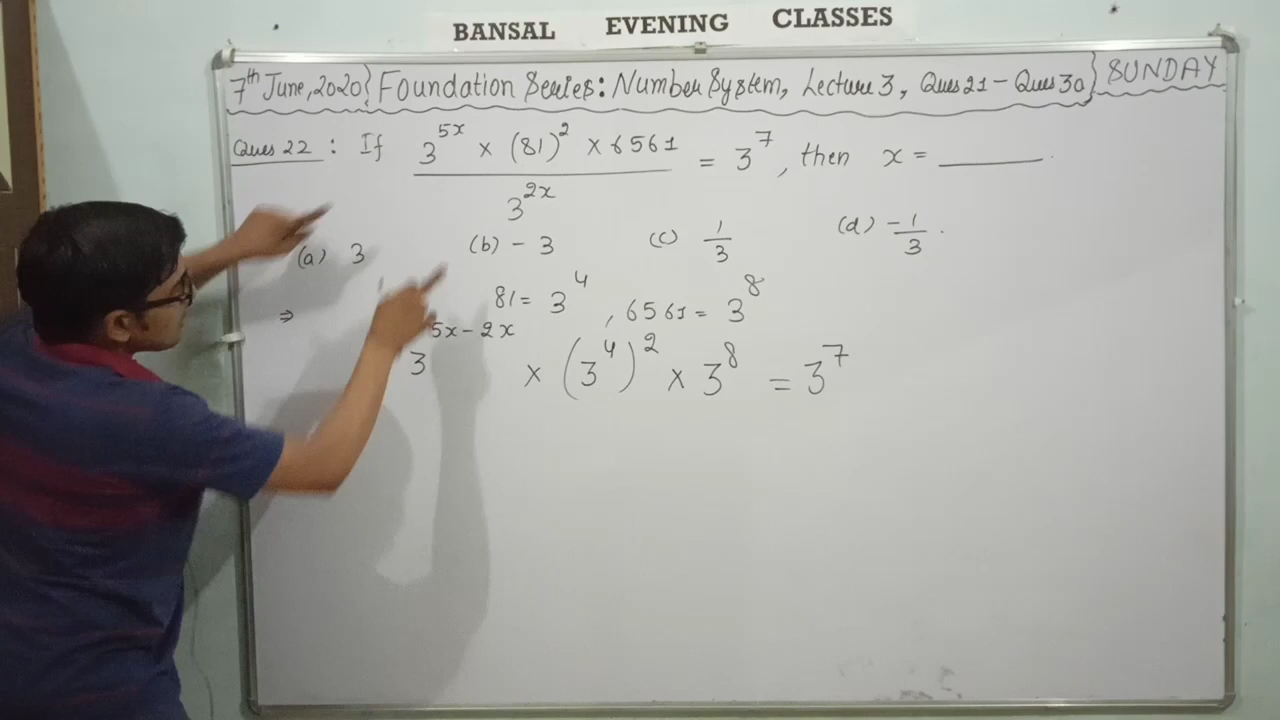 BANSAL EVENING CLASSES
7th June, 2020} Foundation Series: Number System, Lecture 3, Ques 21 - Ques 30} SUNDAY
Ques 22 : If 3^5x × (81)^2 × 6561 / 3^2x = 3^7, then x = ______.
(a) 3 (b) - 3 (c) 1/3 (d) -1/3.
⇒ 81 = 3^4, 6561 = 3^8
3^5x-2x × (3^4)^2 × 3^8 = 3^7